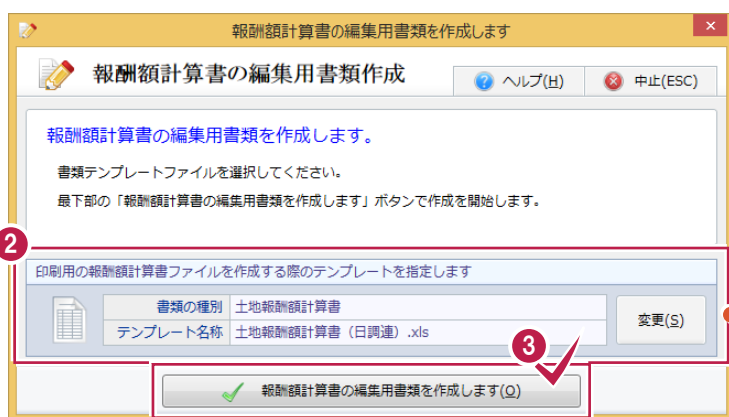 報酬額計算書の編集用書類を作成します
×
報酬額計算書の編集用書類作成
? ヘルプ(H)
中止(ESC)
報酬額計算書の編集用書類を作成します。
書類テンプレートファイルを選択してください。
最下部の「報酬額計算書の編集用書類を作成します」ボタンで作成を開始します。
2
印刷用の報酬額計算書ファイルを作成する際のテンプレートを指定します
書類の種別 土地報酬額計算書
テンプレート名称 土地報酬額計算書（日調連）.xls
変更(S)
3
報酬額計算書の編集用書類を作成します(O)